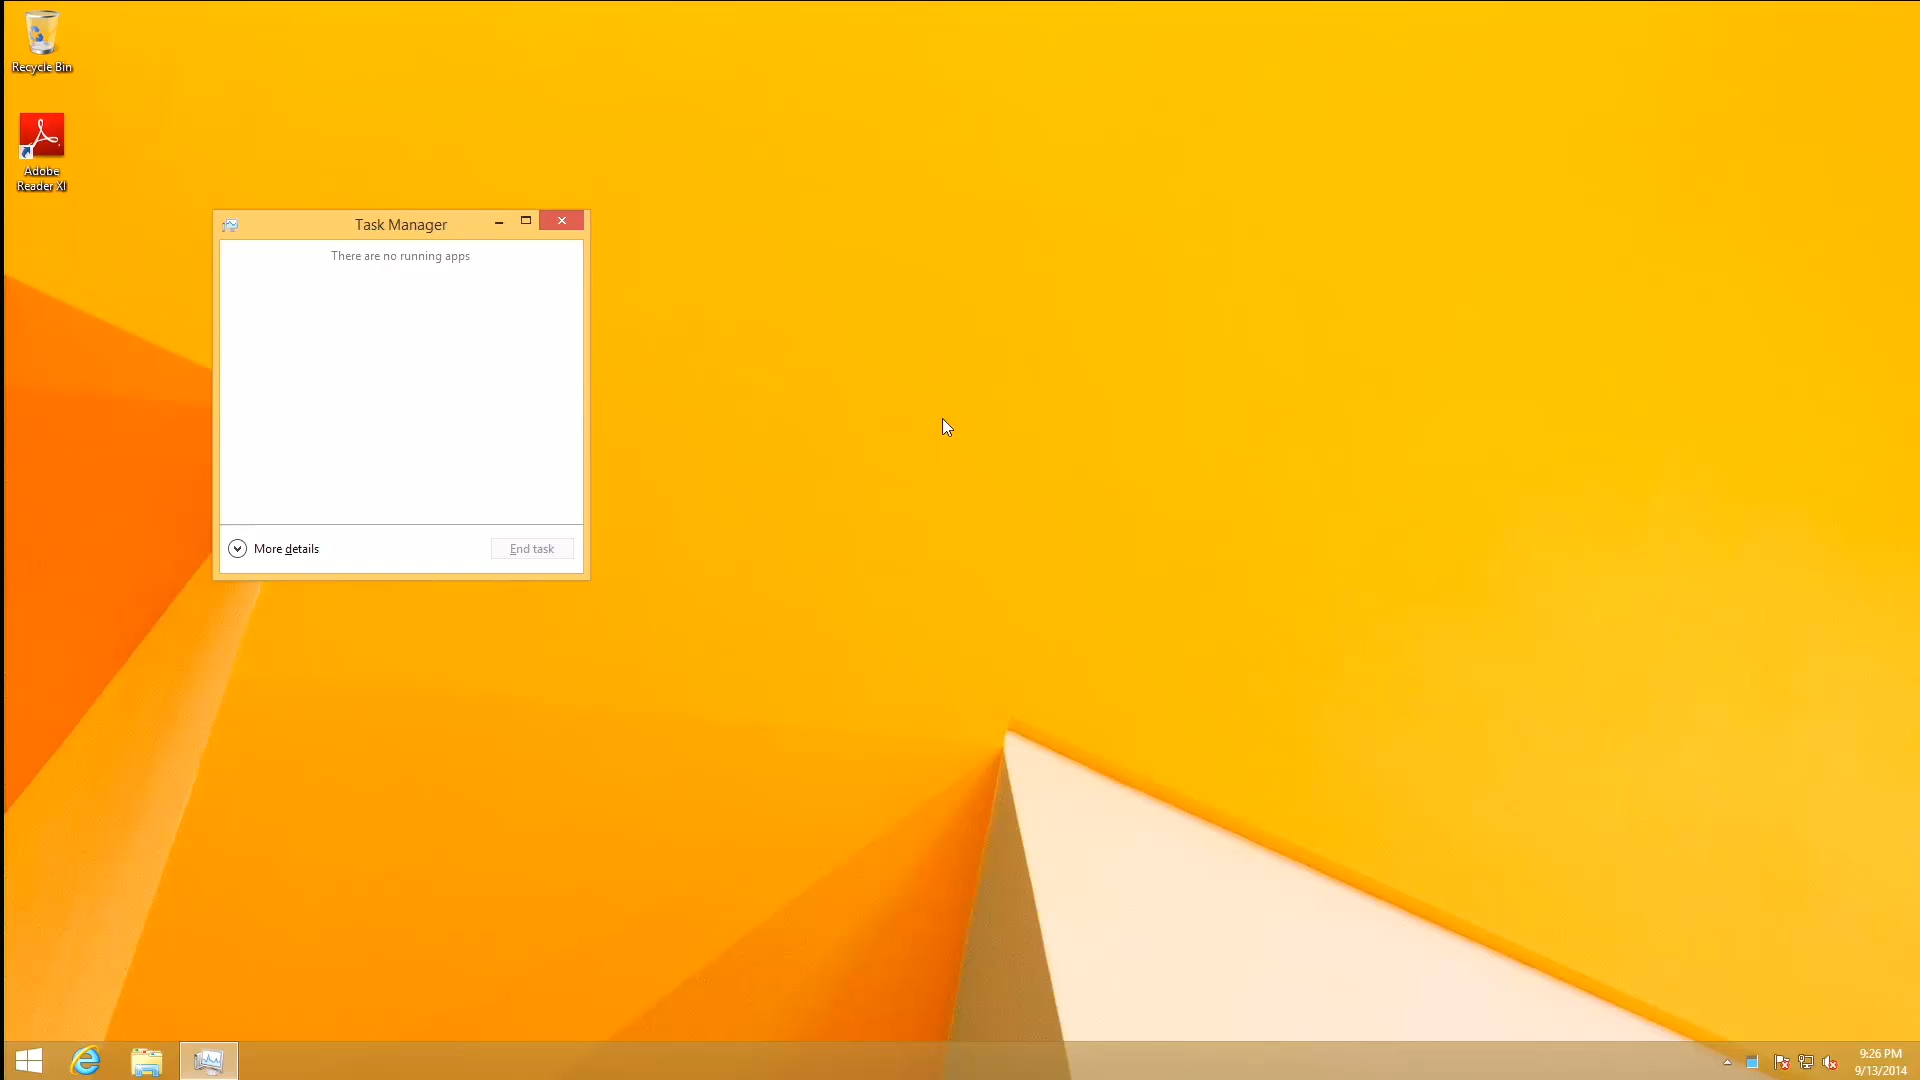 Recycle Bin
Adobe
Reader XI
Task Manager
There are no running apps
More details
End task
9:26 PM
9/13/2014